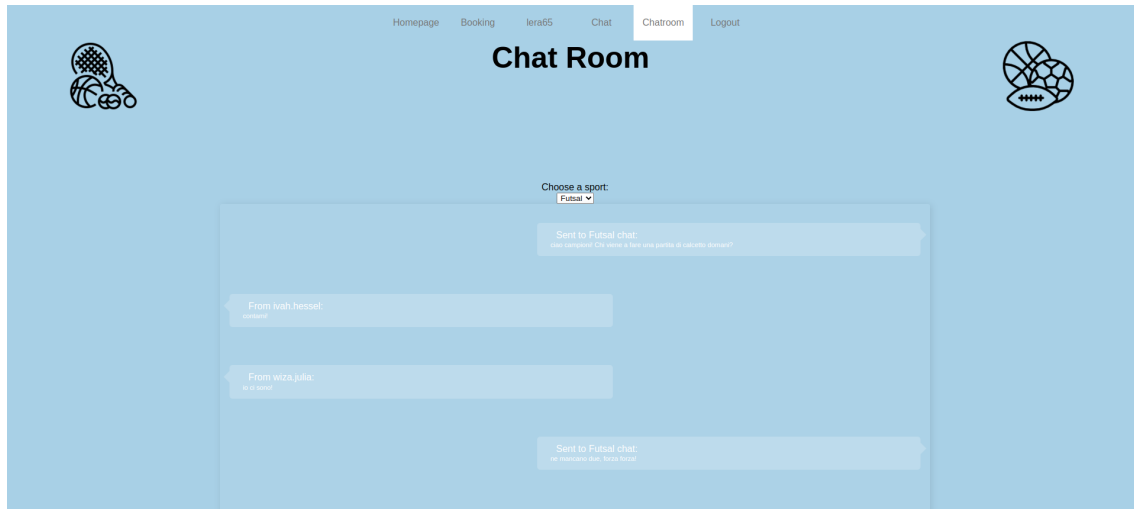 Homepage Booking lera65 Chat Chatroom Logout
Chat Room
Choose a sport:
Futsal
Sent to Futsal chat:
ciao campioni! Chi viene a fare una partita di calcetto domani?
From ivah.hessel:
contami!
From wiza.julia:
io ci sono!
Sent to Futsal chat:
ne mancano due, forza forza!